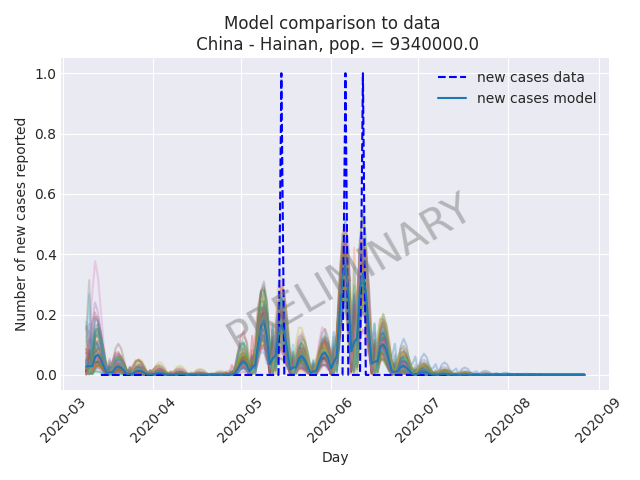 Model comparison to data
China - Hainan, pop. = 9340000.0
new cases data
new cases model
Number of new cases reported
1.0
0.8
0.6
0.4
0.2
0.0
PRELIMINARY
2020-03
2020-04
2020-05
2020-06
2020-07
2020-08
2020-09
Day